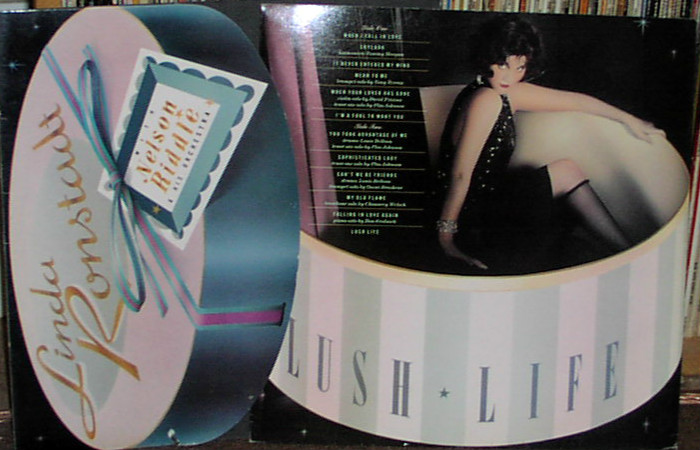 Linda
Ronstadt
WITH
Nelson
Riddle
& HIS ORCHESTRA
Side One
WHEN I FALL IN LOVE
SKYLARK
IT NEVER ENTERED MY MIND
MEAN TO ME
WHEN YOUR LOVER HAS GONE
I'M A FOOL TO WANT YOU
Side Two
YOU TOOK ADVANTAGE OF ME
SOPHISTICATED LADY
CAN'T WE BE FRIENDS
MY OLD FLAME
FALLING IN LOVE AGAIN
LUSH LIFE
LUSH ★ LIFE